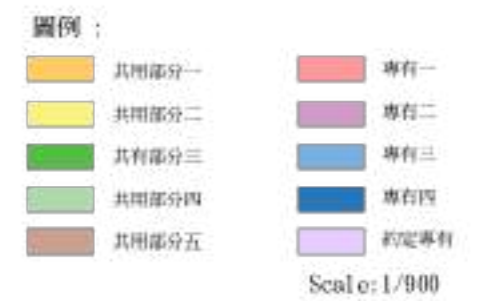 圖例：
共用部分一
共用部分二
共有部分三
共用部分四
共用部分五
專有一
專有二
專有三
專有四
約定專有
Scale:1/900